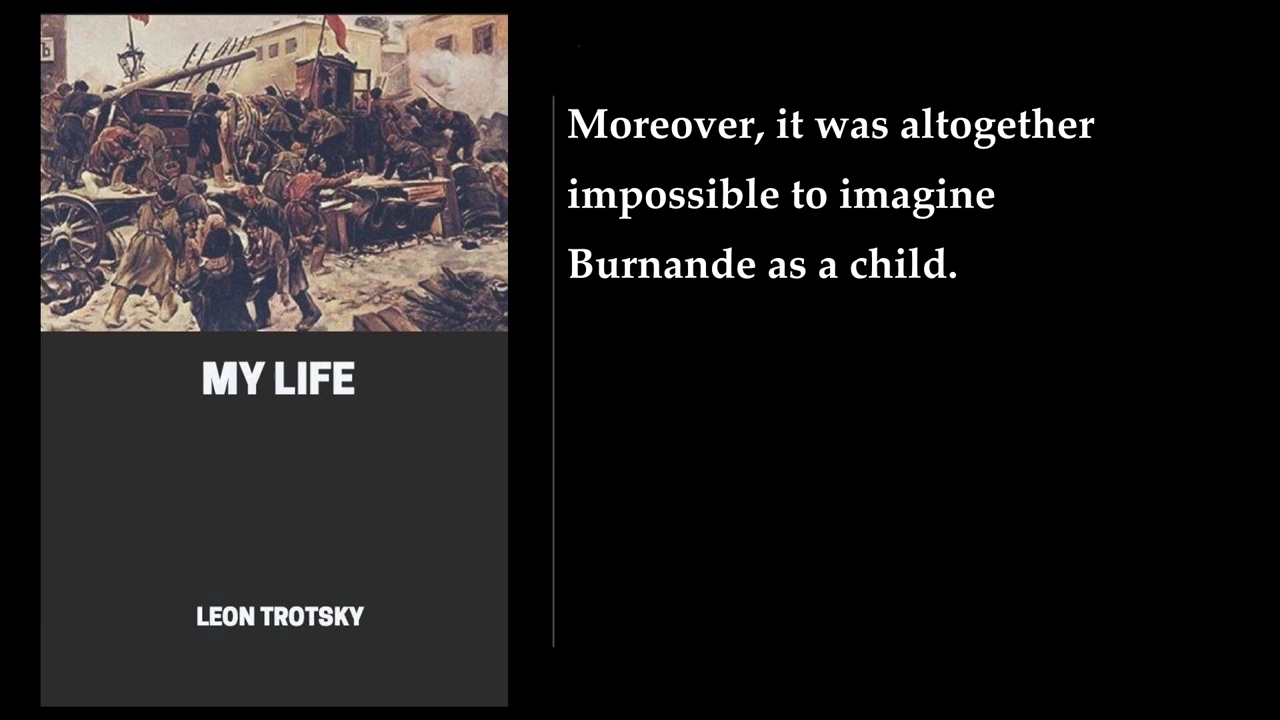 MY LIFE
LEON TROTSKY
Moreover, it was altogether
impossible to imagine
Burnande as a child.